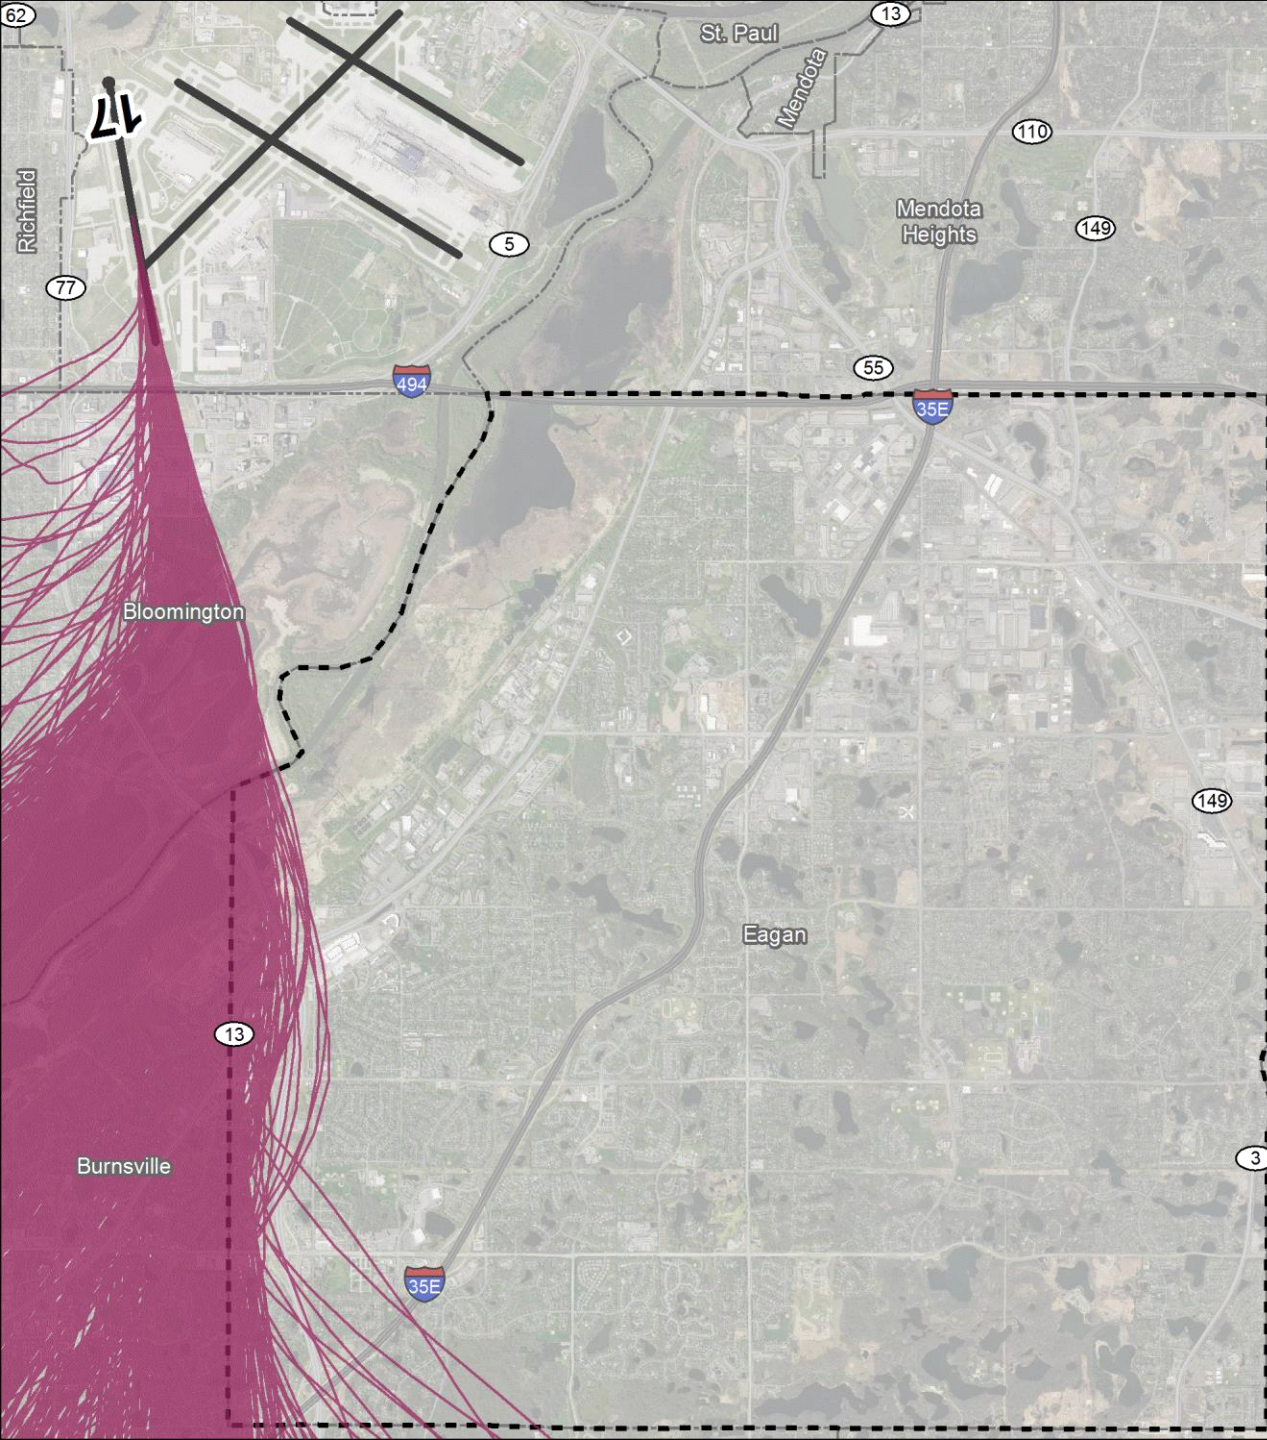 62
St. Paul
13
Mendota
17
110
Richfield
Mendota
Heights
149
5
77
55
494
35E
Bloomington
149
Eagan
13
3
Burnsville
35E